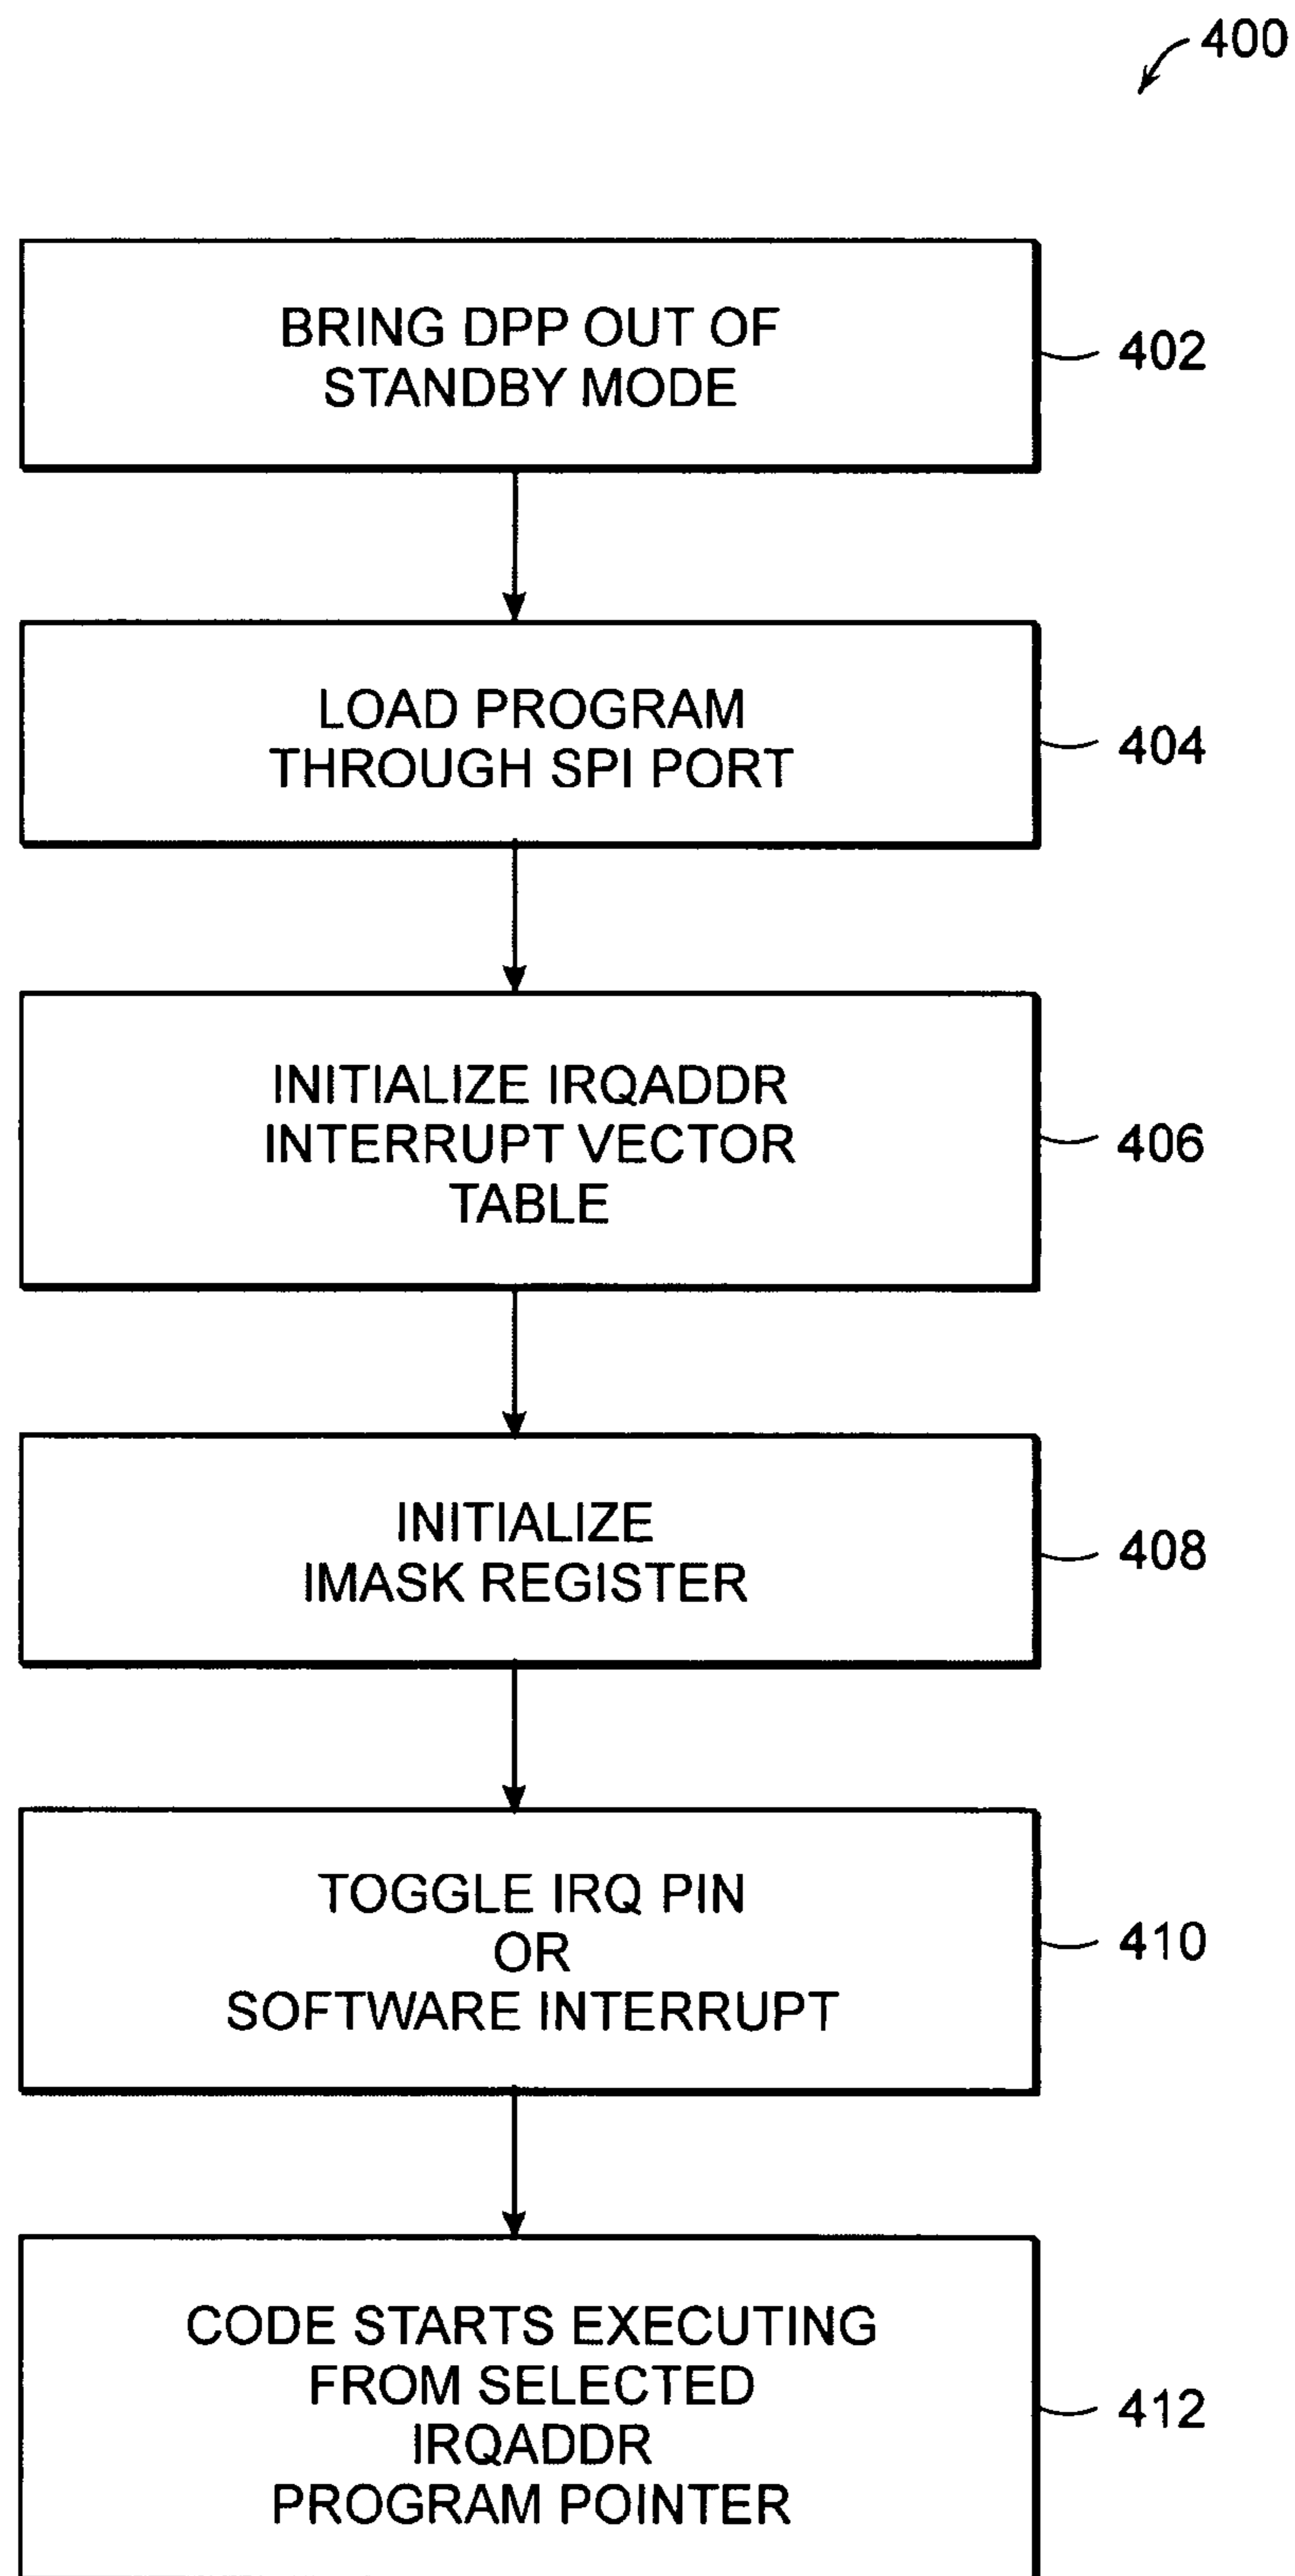 400
BRING DPP OUT OF
STANDBY MODE
402
LOAD PROGRAM
THROUGH SPI PORT
404
INITIALIZE IRQADDR
INTERRUPT VECTOR
TABLE
406
INITIALIZE
IMASK REGISTER
408
TOGGLE IRQ PIN
OR
SOFTWARE INTERRUPT
410
CODE STARTS EXECUTING
FROM SELECTED
IRQADDR
PROGRAM POINTER
412